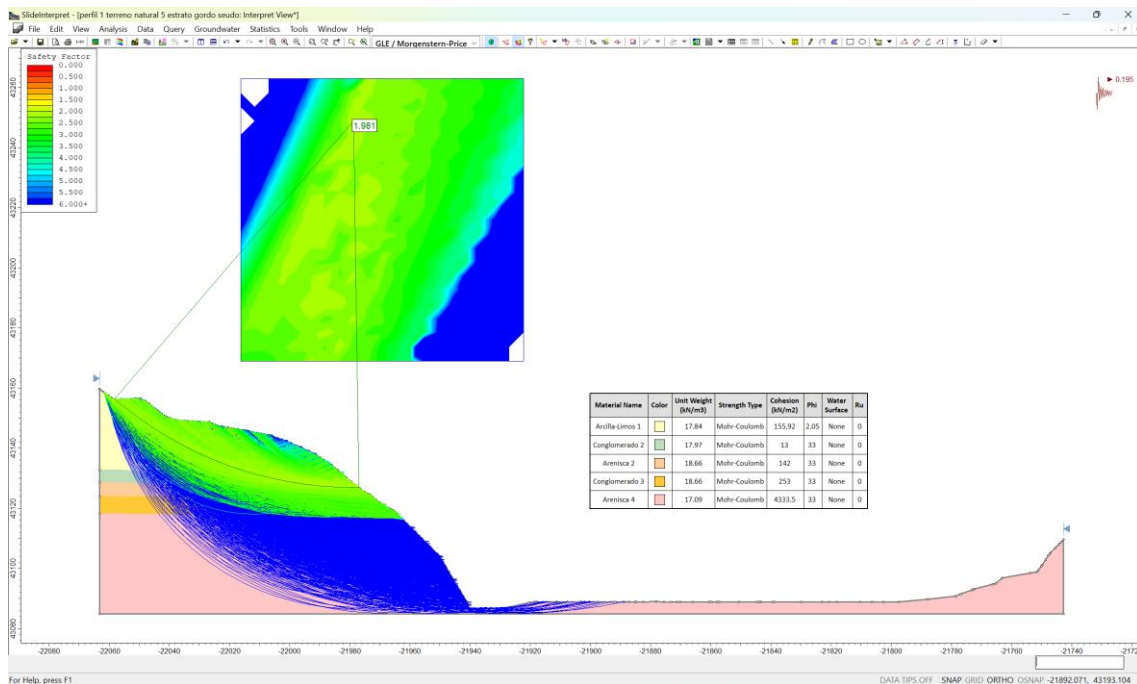 SlideInterpret - [perfil 1 terreno natural 5 estrato gordo seudo: Interpret View*]
File Edit View Analysis Data Query Groundwater Statistics Tools Window Help
GLE / Morgenstern-Price
Safety Factor
0.000
0.500
1.000
1.500
2.000
2.500
3.000
3.500
4.000
4.500
5.000
5.500
6.000+
1.981
0.195
43260
43240
43220
43200
43180
43160
43140
43120
43100
43080
Material Name Color Unit Weight (kN/m3) Strength Type Cohesion (kN/m2) Phi Water Surface Ru
Arcilla-Limos 1 17.84 Mohr-Coulomb 155.92 2.05 None 0
Conglomerado 2 17.97 Mohr-Coulomb 13 33 None 0
Arenisca 2 18.66 Mohr-Coulomb 142 33 None 0
Conglomerado 3 18.66 Mohr-Coulomb 253 33 None 0
Arenisca 4 17.09 Mohr-Coulomb 4333.5 33 None 0
-22080 -22060 -22040 -22020 -22000 -21980 -21960 -21940 -21920 -21900 -21880 -21860 -21840 -21820 -21800 -21780 -21760 -21740
For Help, press F1
DATA TIPS OFF SNAP GRID ORTHO OSNAP -21892.071, 43193.104